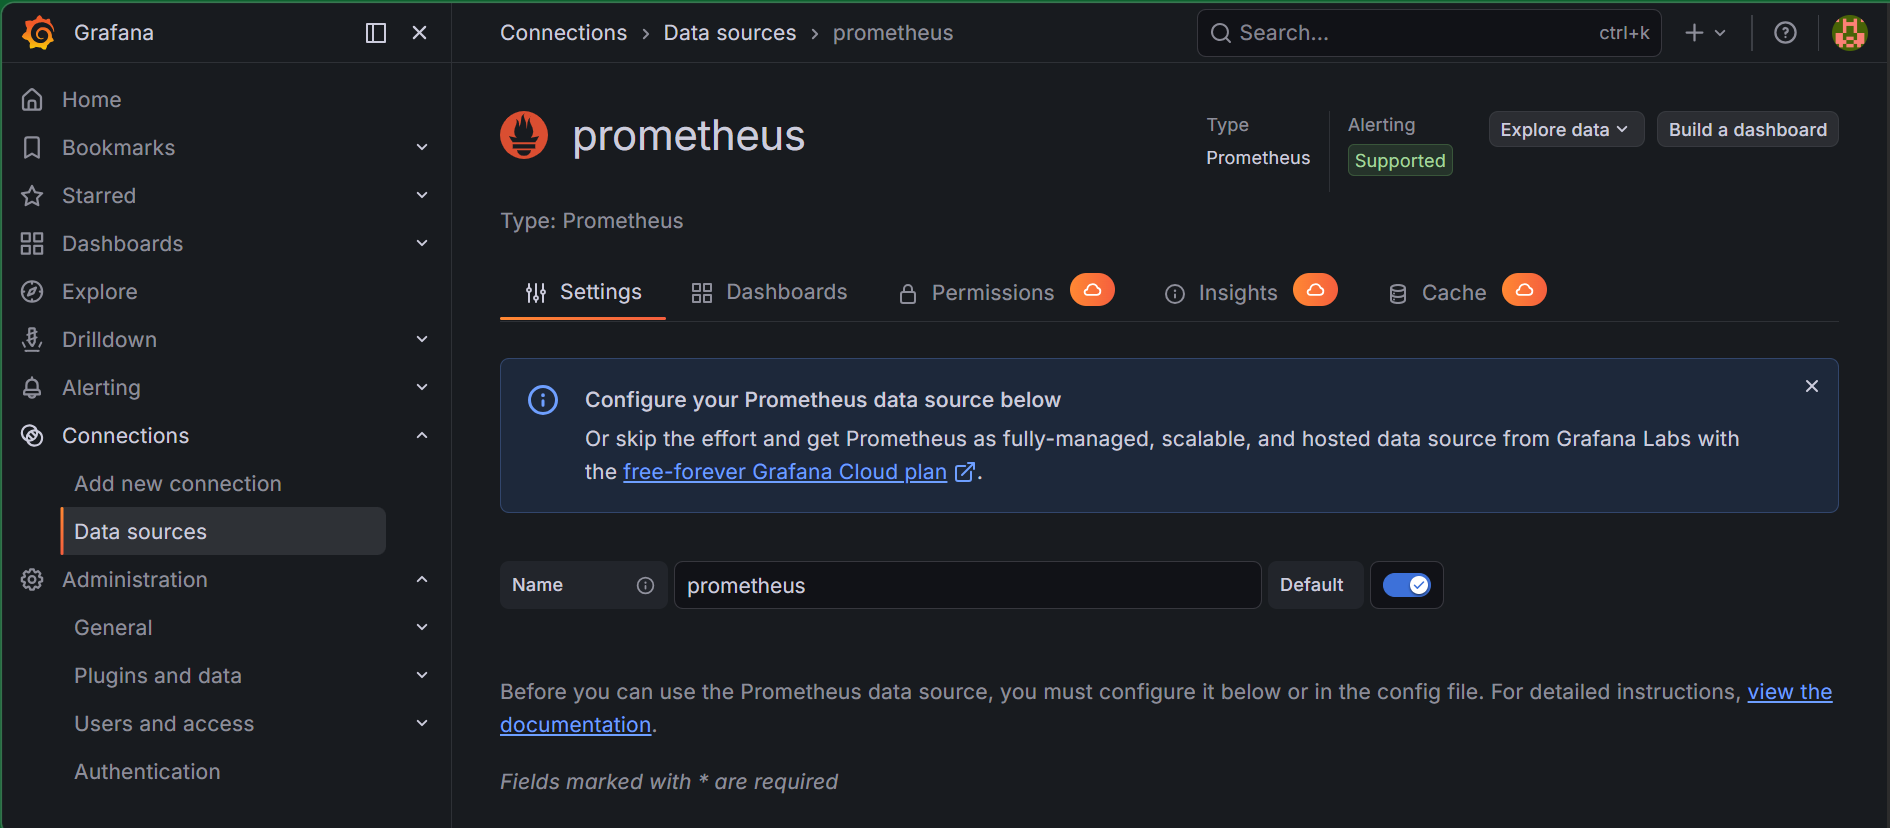 Grafana
Connections › Data sources › prometheus
Search...
ctrl+k
Home
Bookmarks
Starred
Dashboards
Explore
Drilldown
Alerting
Connections
Add new connection
Data sources
Administration
General
Plugins and data
Users and access
Authentication
prometheus
Type
Prometheus
Alerting
Supported
Explore data
Build a dashboard
Type: Prometheus
Settings
Dashboards
Permissions
Insights
Cache
Configure your Prometheus data source below
Or skip the effort and get Prometheus as fully-managed, scalable, and hosted data source from Grafana Labs with
the free-forever Grafana Cloud plan.
Name
prometheus
Default
Before you can use the Prometheus data source, you must configure it below or in the config file. For detailed instructions, view the
documentation.
Fields marked with * are required